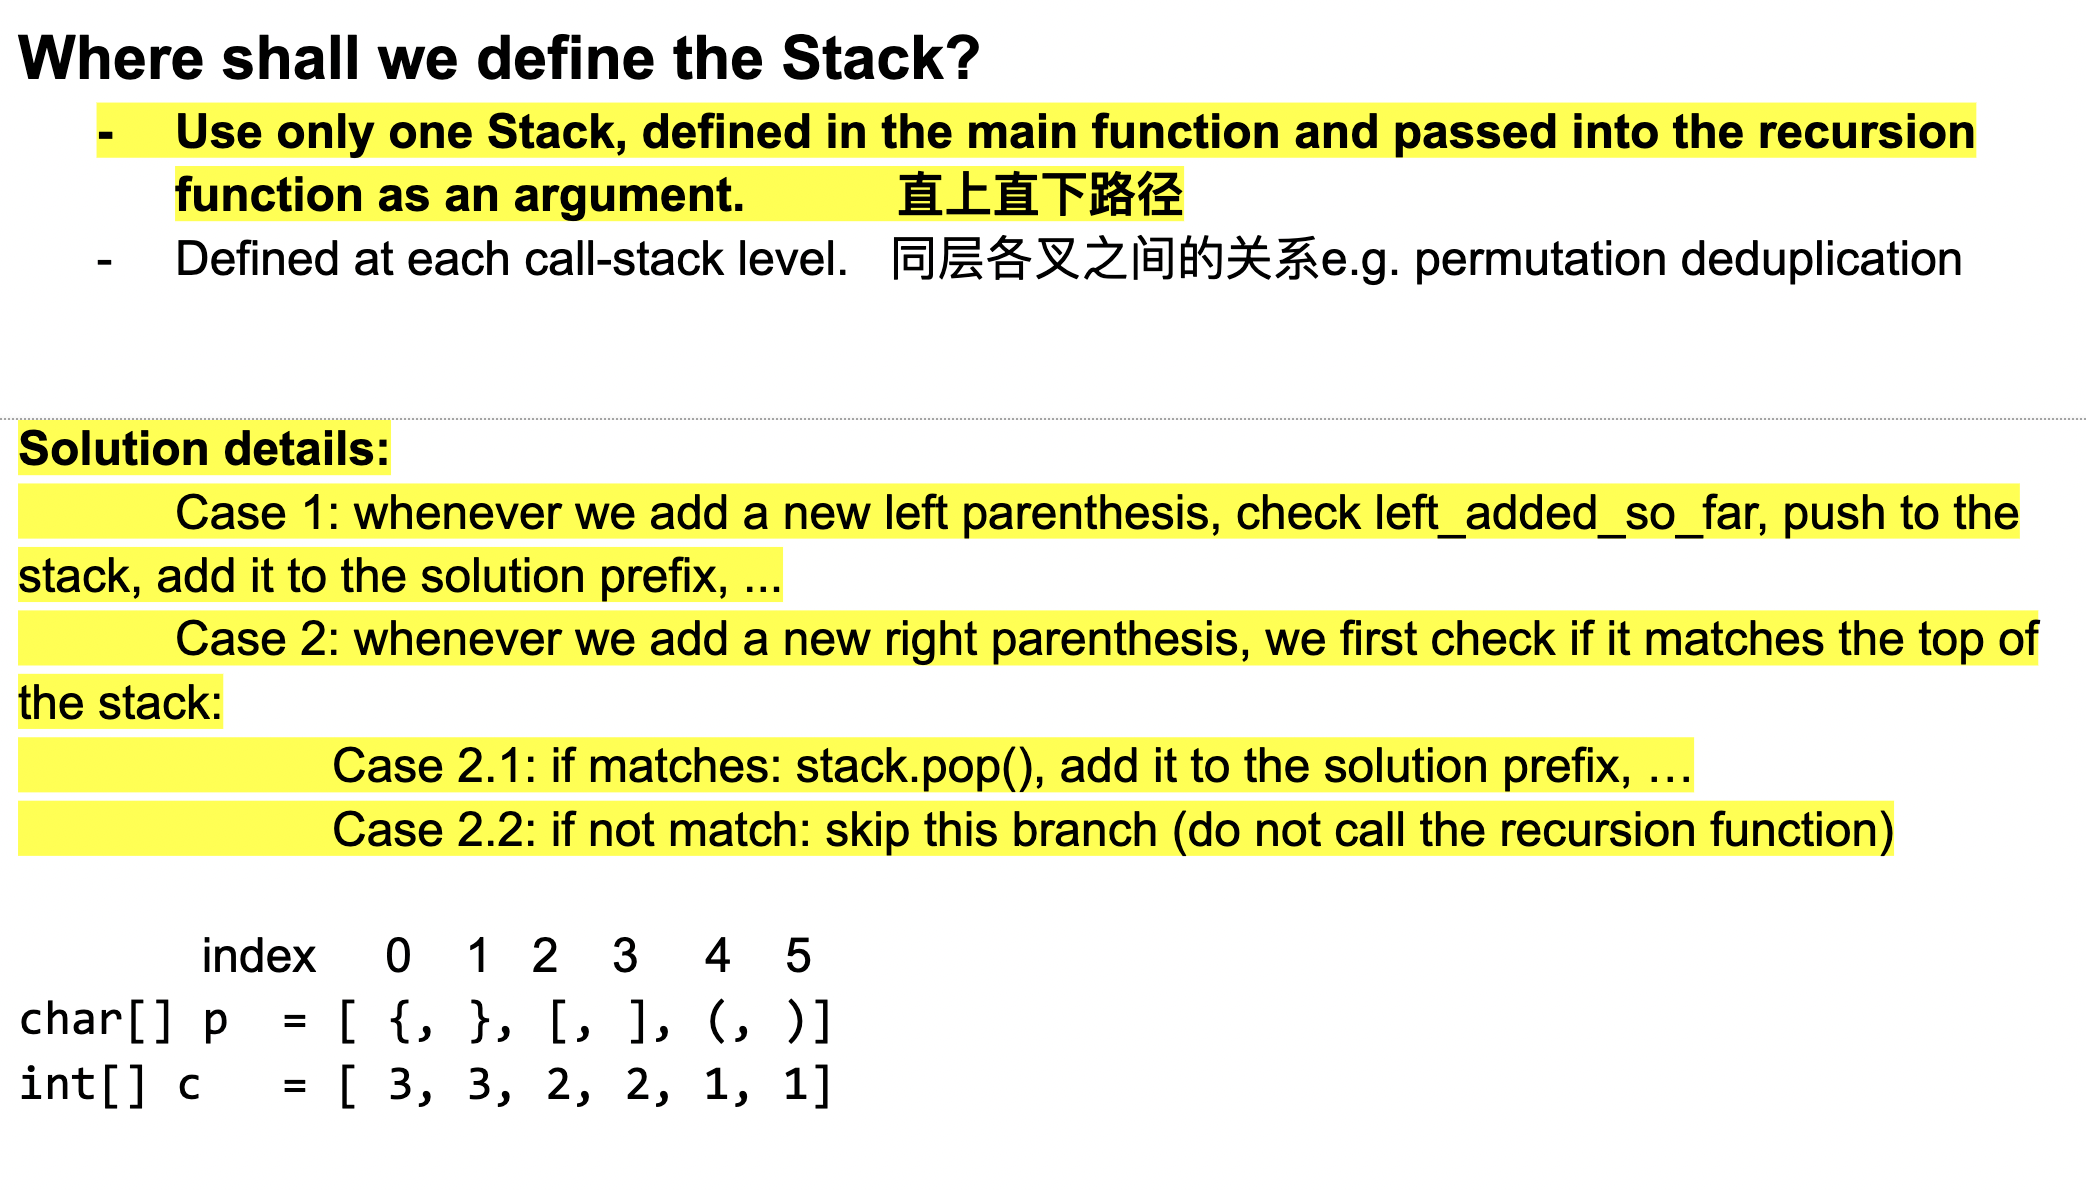 Where shall we define the Stack?
- Use only one Stack, defined in the main function and passed into the recursion
function as an argument. 直上直下路径
- Defined at each call-stack level. 同层各叉之间的关系e.g. permutation deduplication
Solution details:
Case 1: whenever we add a new left parenthesis, check left_added_so_far, push to the
stack, add it to the solution prefix, ...
Case 2: whenever we add a new right parenthesis, we first check if it matches the top of
the stack:
Case 2.1: if matches: stack.pop(), add it to the solution prefix, …
Case 2.2: if not match: skip this branch (do not call the recursion function)
index 0 1 2 3 4 5
char[] p = [ {, }, [, ], (, )]
int[] c = [ 3, 3, 2, 2, 1, 1]